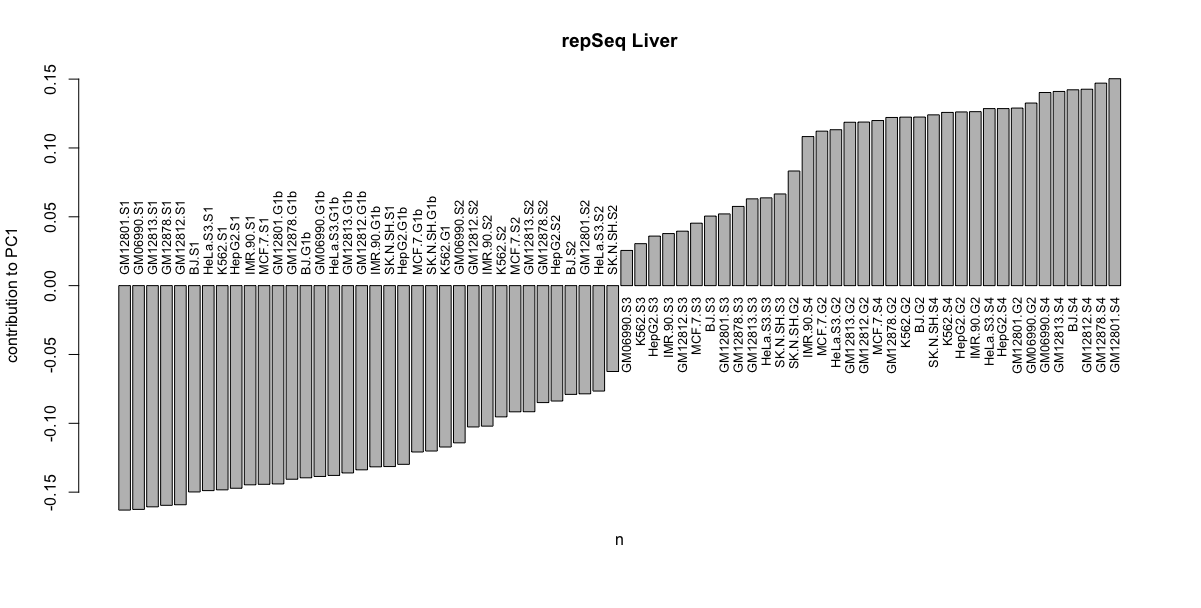 repSeq Liver
contribution to PC1
0.15
0.10
0.05
0.00
-0.05
-0.10
-0.15
GM12801.S1
GM06990.S1
GM12813.S1
GM12878.S1
GM12812.S1
BJ.S1
HeLa.S3.S1
K562.S1
HepG2.S1
IMR.90.S1
MCF.7.S1
GM12801.G1b
GM12878.G1b
BJ.G1b
GM06990.G1b
HeLa.S3.G1b
GM12813.G1b
GM12812.G1b
IMR.90.G1b
SK.N.SH.S1
HepG2.G1b
MCF.7.G1b
SK.N.SH.G1b
K562.G1
GM06990.S2
GM12812.S2
IMR.90.S2
K562.S2
MCF.7.S2
GM12813.S2
GM12878.S2
HepG2.S2
BJ.S2
GM12801.S2
HeLa.S3.S2
SK.N.SH.S2
GM06990.S3
K562.S3
HepG2.S3
IMR.90.S3
GM12812.S3
MCF.7.S3
BJ.S3
GM12801.S3
GM12878.S3
GM12813.S3
HeLa.S3.S3
SK.N.SH.S3
SK.N.SH.G2
IMR.90.S4
MCF.7.G2
HeLa.S3.G2
GM12813.G2
GM12812.G2
MCF.7.S4
GM12878.G2
K562.G2
BJ.G2
SK.N.SH.S4
K562.S4
HepG2.G2
IMR.90.G2
HeLa.S3.S4
HepG2.S4
GM12801.G2
GM06990.G2
GM06990.S4
GM12813.S4
BJ.S4
GM12812.S4
GM12878.S4
GM12801.S4
n